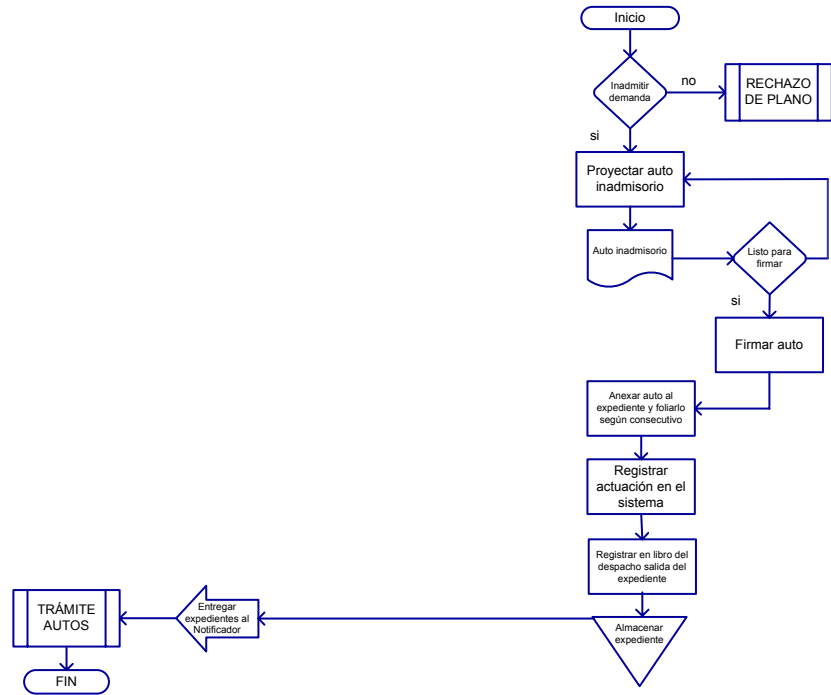 Inicio
Inadmitir
demanda
no
RECHAZO
DE PLANO
si
Proyectar auto
inadmisorio
Auto inadmisorio
Listo para
firmar
si
Firmar auto
Anexar auto al
expediente y foliarlo
según consecutivo
Registrar
actuación en el
sistema
Registrar en libro del
despacho salida del
expediente
Almacenar
expediente
Entregar
expedientes al
Notificador
TRÁMITE
AUTOS
FIN